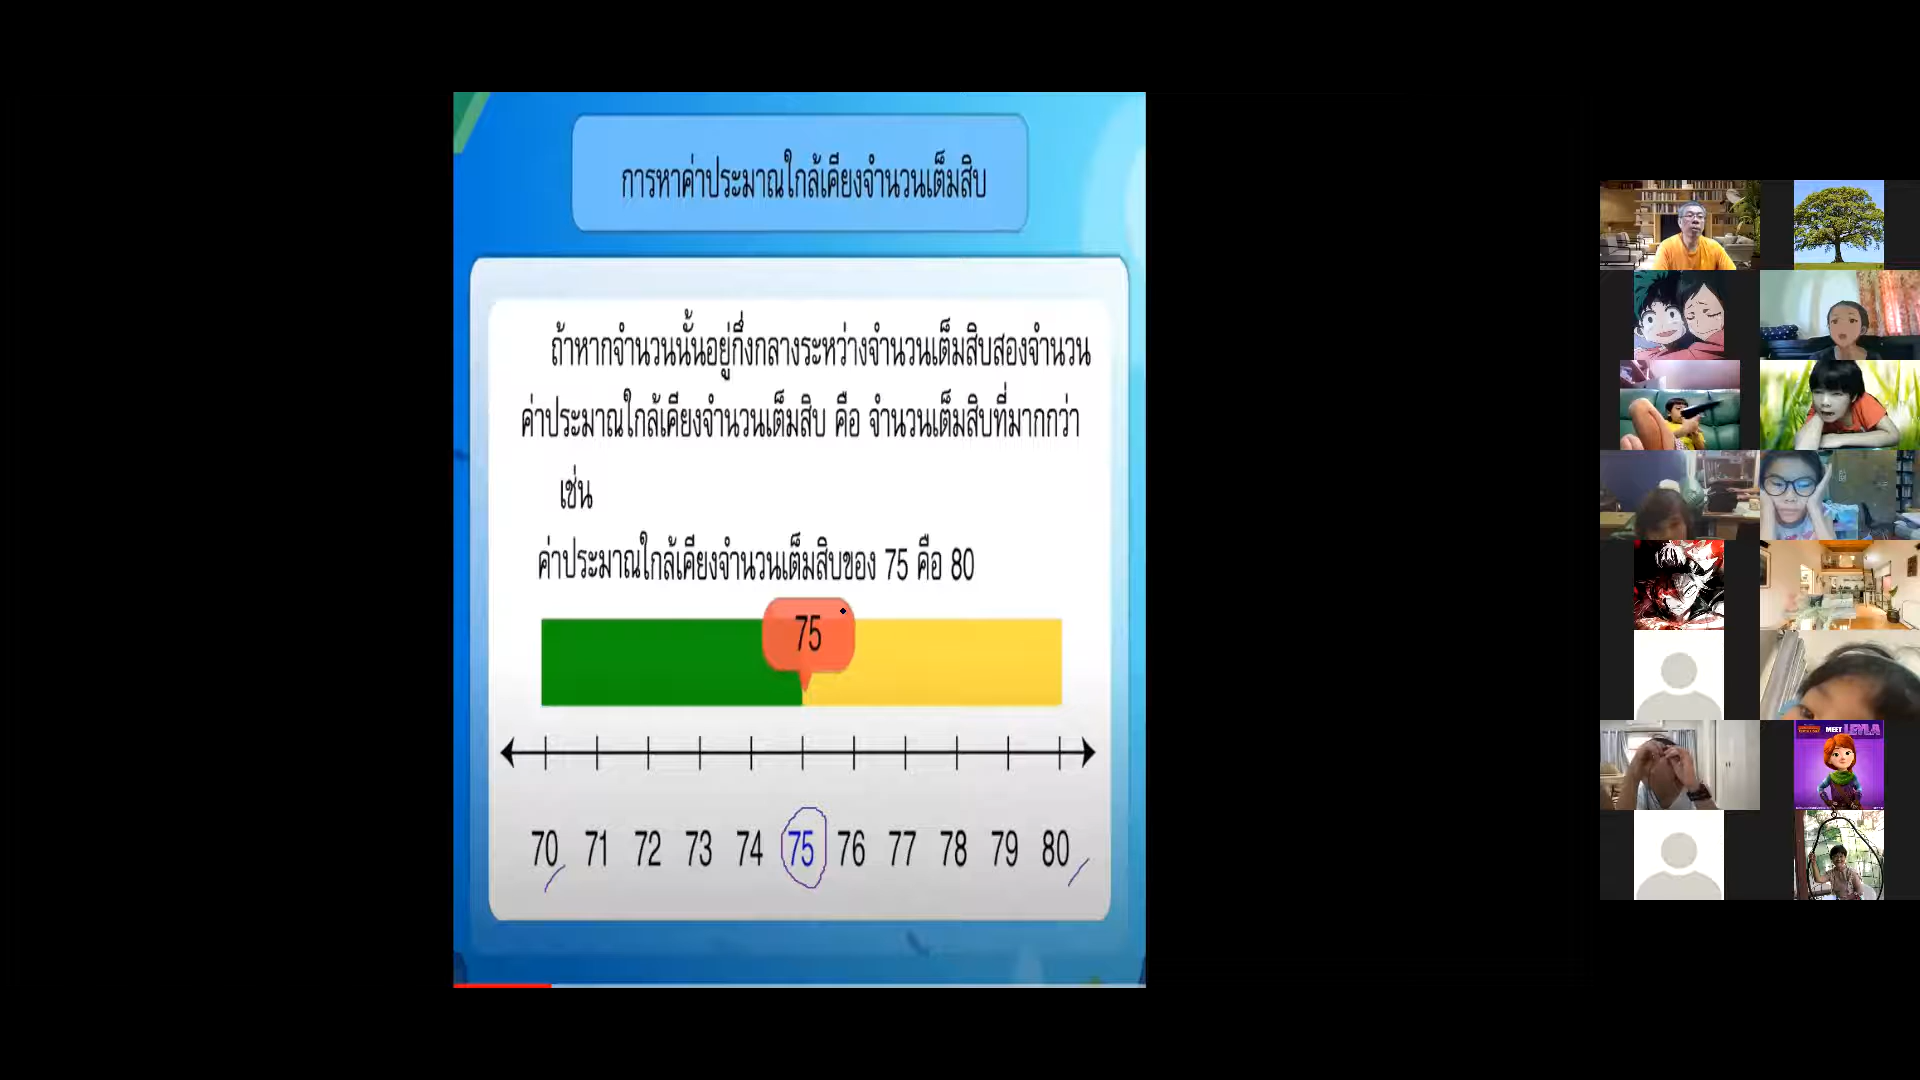 การหาค่าประมาณใกล้เคียงจำนวนเต็มสิบ
ถ้าหากจำนวนนั้นอยู่กึ่งกลางระหว่างจำนวนเต็มสิบสองจำนวน
ค่าประมาณใกล้เคียงจำนวนเต็มสิบ คือ จำนวนเต็มสิบที่มากกว่า
เช่น
ค่าประมาณใกล้เคียงจำนวนเต็มสิบของ 75 คือ 80
75
70 71 72 73 74 75 76 77 78 79 80
MEET LEYLA